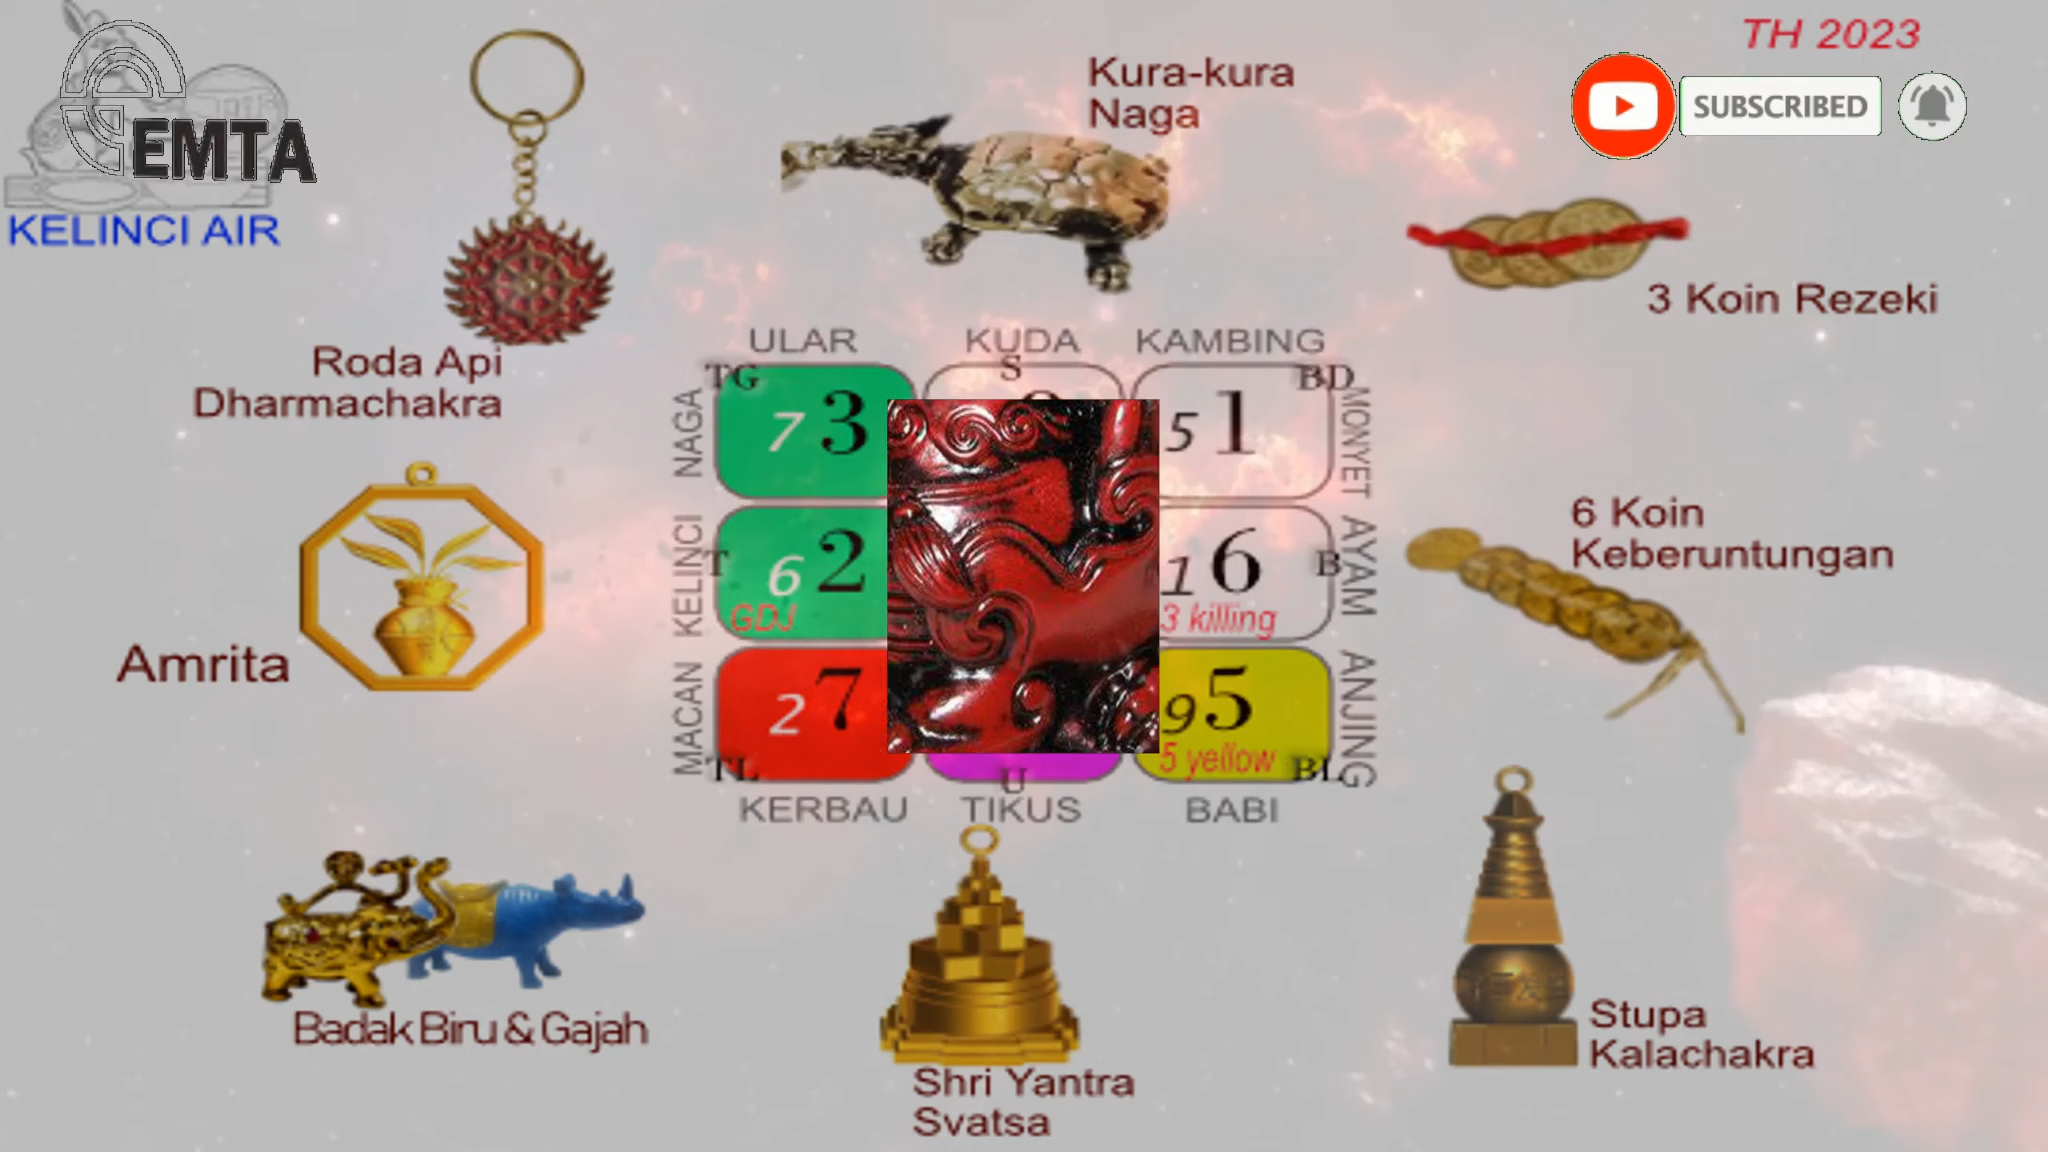 TH 2023
SUBSCRIBED
EMTA
KELINCI AIR
Kura-kura
Naga
3 Koin Rezeki
Roda Api
Dharmachakra
ULAR KUDA KAMBING
TG S BD
NAGA 7 3 5 1 MONYET
KELINCI T 6 2 1 6 B AYAM
GDJ 3 killing
MACAN 2 7 9 5 ANJING
5 yellow
TL U BL
KERBAU TIKUS BABI
6 Koin
Keberuntungan
Amrita
Badak Biru & Gajah
Shri Yantra
Svatsa
Stupa
Kalachakra